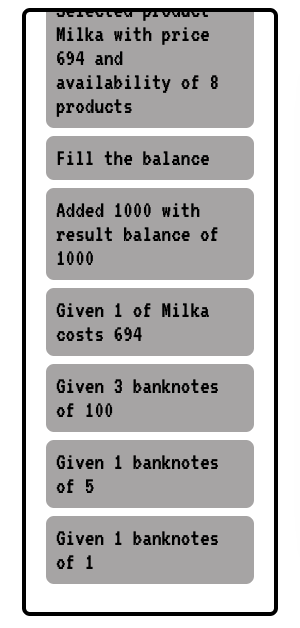 Selected product
Milka with price
694 and
availability of 8
products
Fill the balance
Added 1000 with
result balance of
1000
Given 1 of Milka
costs 694
Given 3 banknotes
of 100
Given 1 banknotes
of 5
Given 1 banknotes
of 1